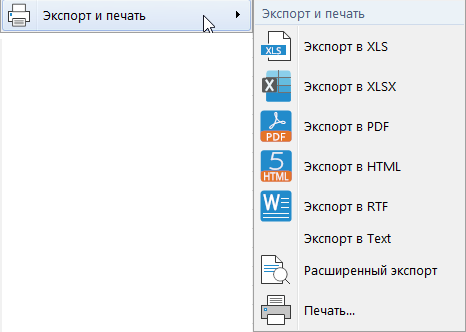 Экспорт и печать
Экспорт и печать
XLS
Экспорт в XLS
X
Экспорт в XLSX
PDF
Экспорт в PDF
5
HTML
Экспорт в HTML
W
Экспорт в RTF
Экспорт в Text
Расширенный экспорт
Печать...